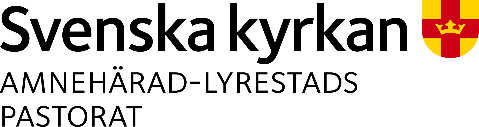 Svenska kyrkan
AMNEHÄRAD-LYRESTADS
PASTORAT